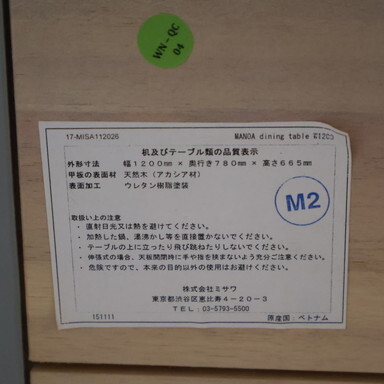 WN-QC
04
17-MISA112026 MANOA dining table R1200
机及びテーブル類の品質表示
外形寸法 幅1200mm × 奥行き780mm × 高さ665mm
甲板の表面材 天然木(アカシア材)
表面加工 ウレタン樹脂塗装
M2
取扱い上の注意
・直射日光又は熱を避けてください。
・加熱した鍋、湯沸かし等を直接置かないでください。
・テーブルの上に立ったり飛び跳ねたりしないでください。
・伸張式の場合、天板開閉時に手や指を挟まないよう充分ご注意ください。
・危険ですので、本来の目的以外の使用はお避けください。
株式会社ミサワ
東京都渋谷区恵比寿4-20-3
TEL:03-5793-5500
IS1111 原産国:ベトナム